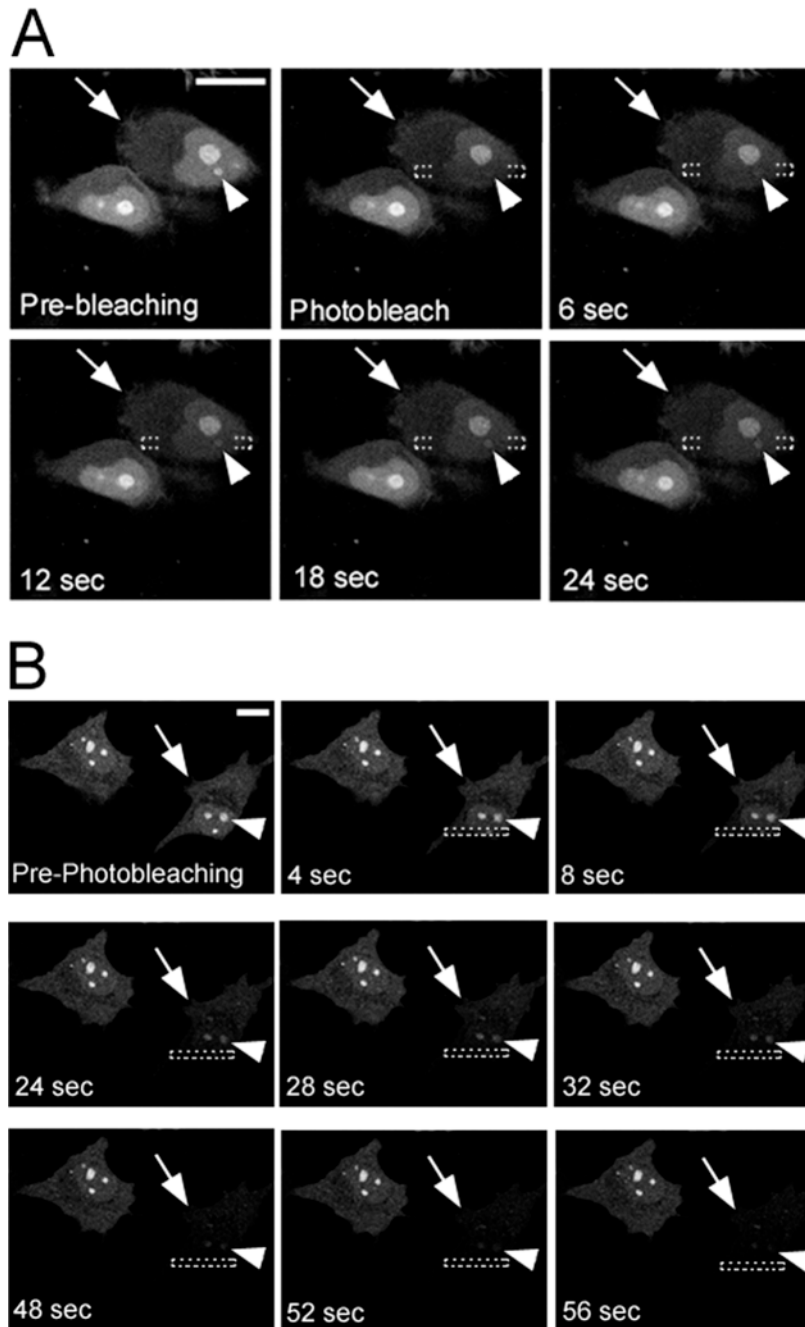 A
Pre-bleaching
Photobleach
6 sec
12 sec
18 sec
24 sec
B
Pre-Photobleaching
4 sec
8 sec
24 sec
28 sec
32 sec
48 sec
52 sec
56 sec